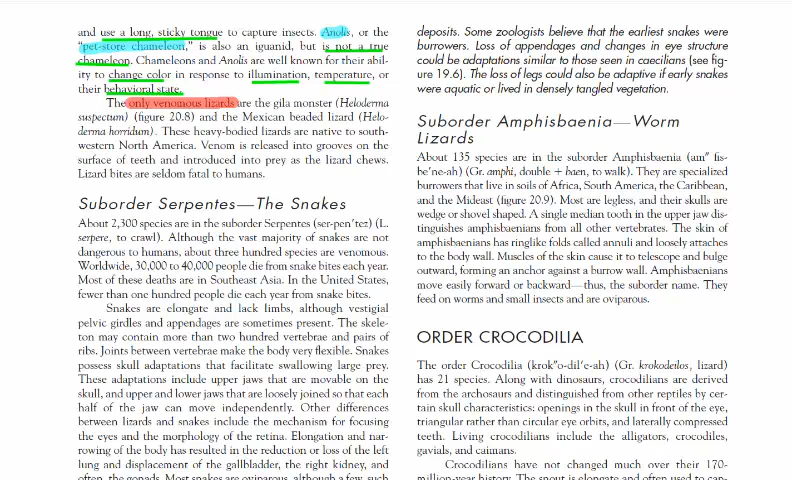 and use a long, sticky tongue to capture insects. Anolis, or the
"pet-store chameleon," is also an iguanid, but is not a true
chameleon. Chameleons and Anolis are well known for their abil-
ity to change color in response to illumination, temperature, or
their behavioral state.
The only venomous lizards are the gila monster (Heloderma
suspectum) (figure 20.8) and the Mexican beaded lizard (Helo-
derma horridum). These heavy-bodied lizards are native to south-
western North America. Venom is released into grooves on the
surface of teeth and introduced into prey as the lizard chews.
Lizard bites are seldom fatal to humans.
Suborder Serpentes—The Snakes
About 2,300 species are in the suborder Serpentes (ser-pen'tez) (L.
serpere, to crawl). Although the vast majority of snakes are not
dangerous to humans, about three hundred species are venomous.
Worldwide, 30,000 to 40,000 people die from snake bites each year.
Most of these deaths are in Southeast Asia. In the United States,
fewer than one hundred people die each year from snake bites.
Snakes are elongate and lack limbs, although vestigial
pelvic girdles and appendages are sometimes present. The skele-
ton may contain more than two hundred vertebrae and pairs of
ribs. Joints between vertebrae make the body very flexible. Snakes
possess skull adaptations that facilitate swallowing large prey.
These adaptations include upper jaws that are movable on the
skull, and upper and lower jaws that are loosely joined so that each
half of the jaw can move independently. Other differences
between lizards and snakes include the mechanism for focusing
the eyes and the morphology of the retina. Elongation and nar-
rowing of the body has resulted in the reduction or loss of the left
lung and displacement of the gallbladder, the right kidney, and
often, the gonads. Most snakes are oviparous, although a few, such
deposits. Some zoologists believe that the earliest snakes were
burrowers. Loss of appendages and changes in eye structure
could be adaptations similar to those seen in caecilians (see fig-
ure 19.6). The loss of legs could also be adaptive if early snakes
were aquatic or lived in densely tangled vegetation.
Suborder Amphisbaenia—Worm
Lizards
About 135 species are in the suborder Amphisbaenia (am" fis-
be'ne-ah) (Gr. amphi, double + baen, to walk). They are specialized
burrowers that live in soils of Africa, South America, the Caribbean,
and the Mideast (figure 20.9). Most are legless, and their skulls are
wedge or shovel shaped. A single median tooth in the upper jaw dis-
tinguishes amphisbaenians from all other vertebrates. The skin of
amphisbaenians has ringlike folds called annuli and loosely attaches
to the body wall. Muscles of the skin cause it to telescope and bulge
outward, forming an anchor against a burrow wall. Amphisbaenians
move easily forward or backward—thus, the suborder name. They
feed on worms and small insects and are oviparous.
ORDER CROCODILIA
The order Crocodilia (krok"o-dil'e-ah) (Gr. krokodeilos, lizard)
has 21 species. Along with dinosaurs, crocodilians are derived
from the archosaurs and distinguished from other reptiles by cer-
tain skull characteristics: openings in the skull in front of the eye,
triangular rather than circular eye orbits, and laterally compressed
teeth. Living crocodilians include the alligators, crocodiles,
gavials, and caimans.
Crocodilians have not changed much over their 170-
million-year history. The snout is elongate and often used to cap-